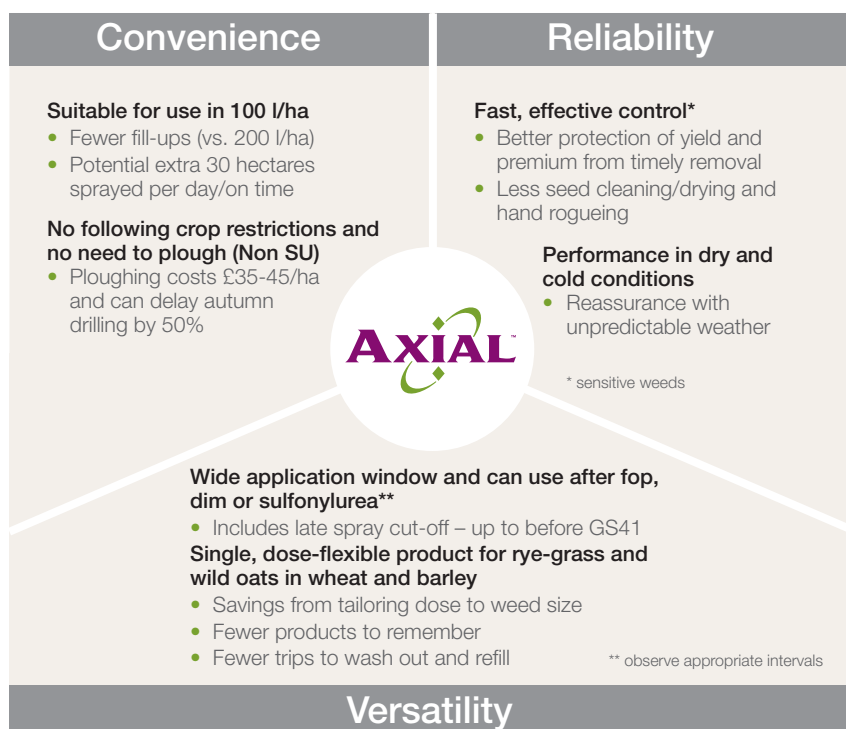 Convenience
Suitable for use in 100 l/ha
• Fewer fill-ups (vs. 200 l/ha)
• Potential extra 30 hectares
sprayed per day/on time
No following crop restrictions and
no need to plough (Non SU)
• Ploughing costs £35-45/ha
and can delay autumn
drilling by 50%
Reliability
Fast, effective control*
• Better protection of yield and
premium from timely removal
• Less seed cleaning/drying and
hand rogueing
Performance in dry and
cold conditions
• Reassurance with
unpredictable weather
* sensitive weeds
AXIAL™
Wide application window and can use after fop,
dim or sulfonylurea**
• Includes late spray cut-off – up to before GS41
Single, dose-flexible product for rye-grass and
wild oats in wheat and barley
• Savings from tailoring dose to weed size
• Fewer products to remember
• Fewer trips to wash out and refill
** observe appropriate intervals
Versatility